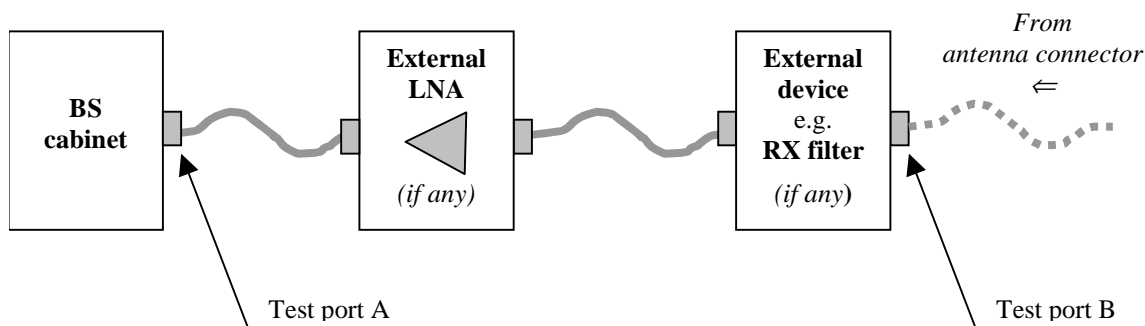 BS
cabinet
External
LNA
(if any)
External
device
e.g.
RX filter
(if any)
From
antenna connector
⇐
Test port A
Test port B